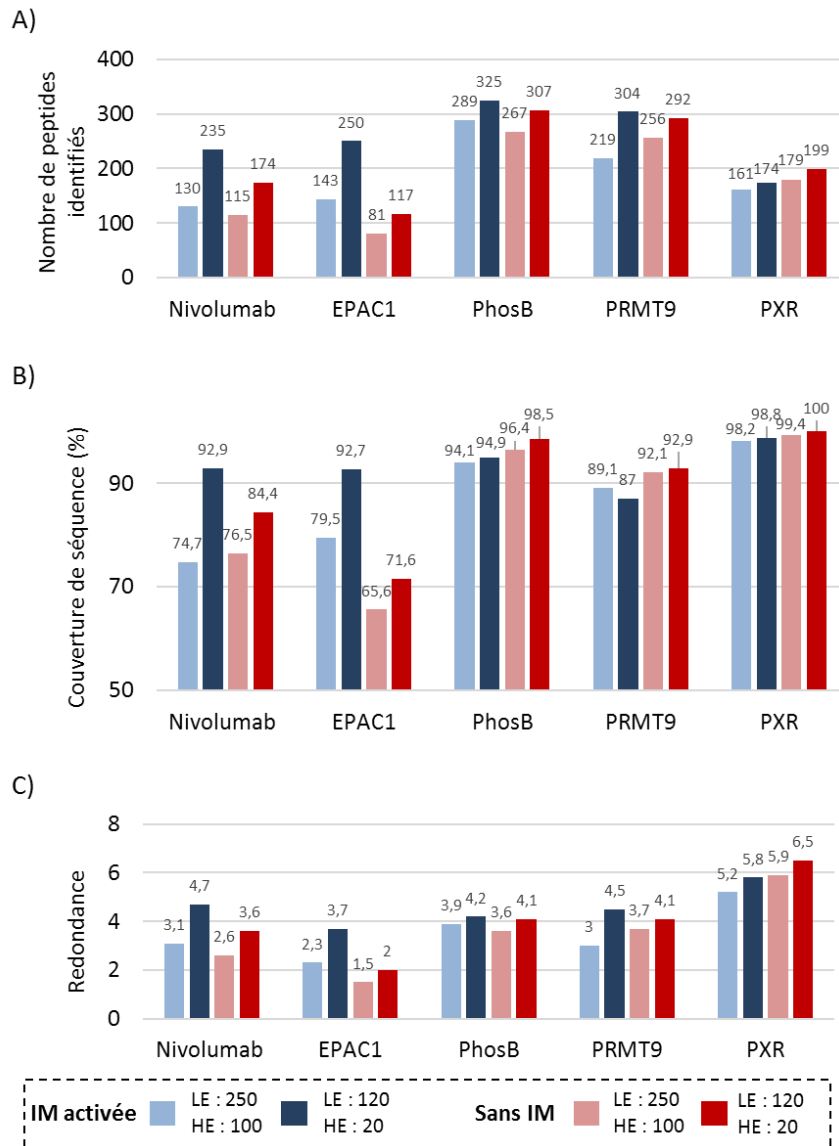 A)
Nombre de peptides
identifiés
400
300
200
100
0
130
235
115
174
143
250
81
117
289
325
267
307
219
304
256
292
161
174
179
199
Nivolumab
EPAC1
PhosB
PRMT9
PXR
B)
Couverture de séquence (%)
90
70
50
74,7
92,9
76,5
84,4
79,5
92,7
65,6
71,6
94,1
94,9
96,4
98,5
89,1
87
92,1
92,9
98,2
98,8
99,4
100
Nivolumab
EPAC1
PhosB
PRMT9
PXR
C)
Redondance
8
6
4
2
0
3,1
4,7
2,6
3,6
2,3
3,7
1,5
2
3,9
4,2
3,6
4,1
3
4,5
3,7
4,1
5,2
5,8
5,9
6,5
Nivolumab
EPAC1
PhosB
PRMT9
PXR
IM activée
LE : 250
HE : 100
LE : 120
HE : 20
Sans IM
LE : 250
HE : 100
LE : 120
HE : 20